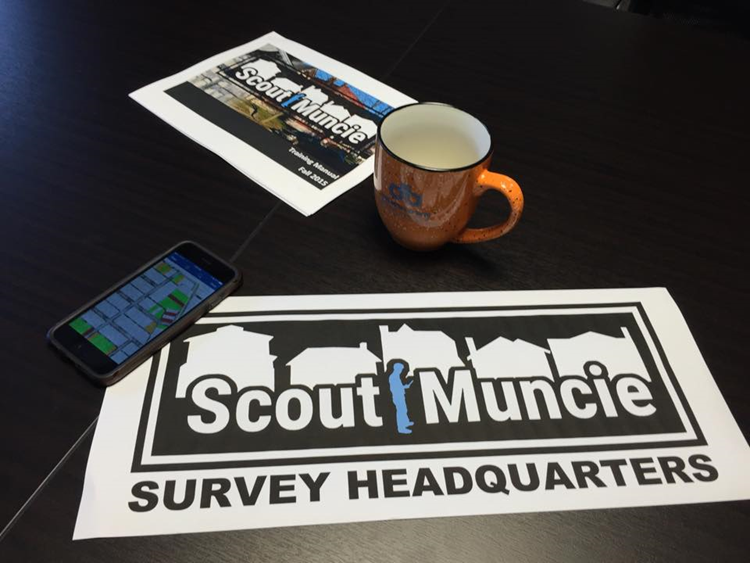 Scout Muncie
Training Manual
Fall 2015
Scout Muncie
SURVEY HEADQUARTERS